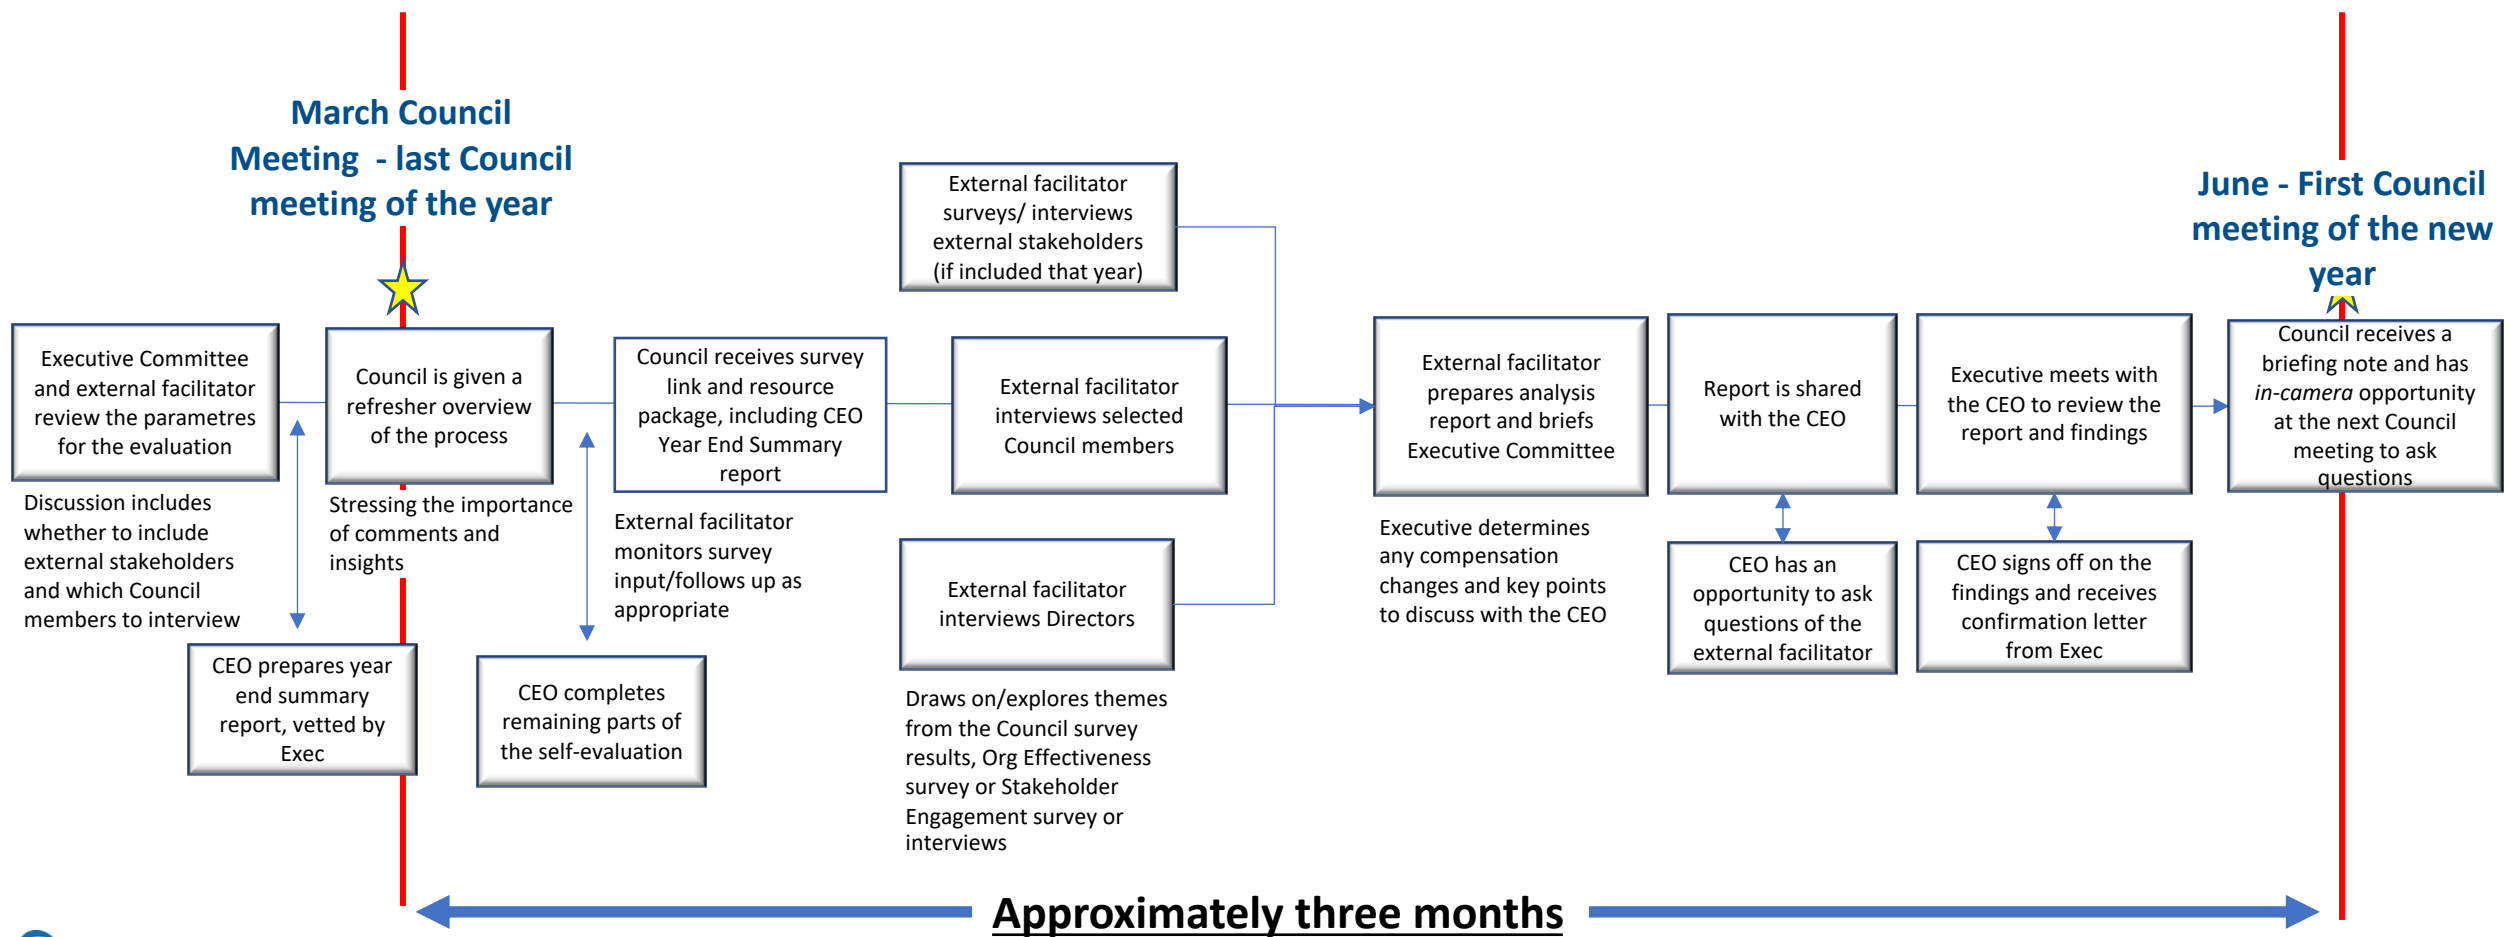 March Council
Meeting - last Council
meeting of the year
June - First Council
meeting of the new
year
Executive Committee
and external facilitator
review the parametres
for the evaluation
Discussion includes
whether to include
external stakeholders
and which Council
members to interview
CEO prepares year
end summary
report, vetted by
Exec
Council is given a
refresher overview
of the process
Stressing the importance
of comments and
insights
Council receives survey
link and resource
package, including CEO
Year End Summary
report
External facilitator
monitors survey
input/follows up as
appropriate
CEO completes
remaining parts of
the self-evaluation
External facilitator
surveys/ interviews
external stakeholders
(if included that year)
External facilitator
interviews selected
Council members
External facilitator
interviews Directors
Draws on/explores themes
from the Council survey
results, Org Effectiveness
survey or Stakeholder
Engagement survey or
interviews
External facilitator
prepares analysis
report and briefs
Executive Committee
Executive determines
any compensation
changes and key points
to discuss with the CEO
Report is shared
with the CEO
CEO has an
opportunity to ask
questions of the
external facilitator
Executive meets with
the CEO to review the
report and findings
CEO signs off on the
findings and receives
confirmation letter
from Exec
Council receives a
briefing note and has
in-camera opportunity
at the next Council
meeting to ask
questions
Approximately three months